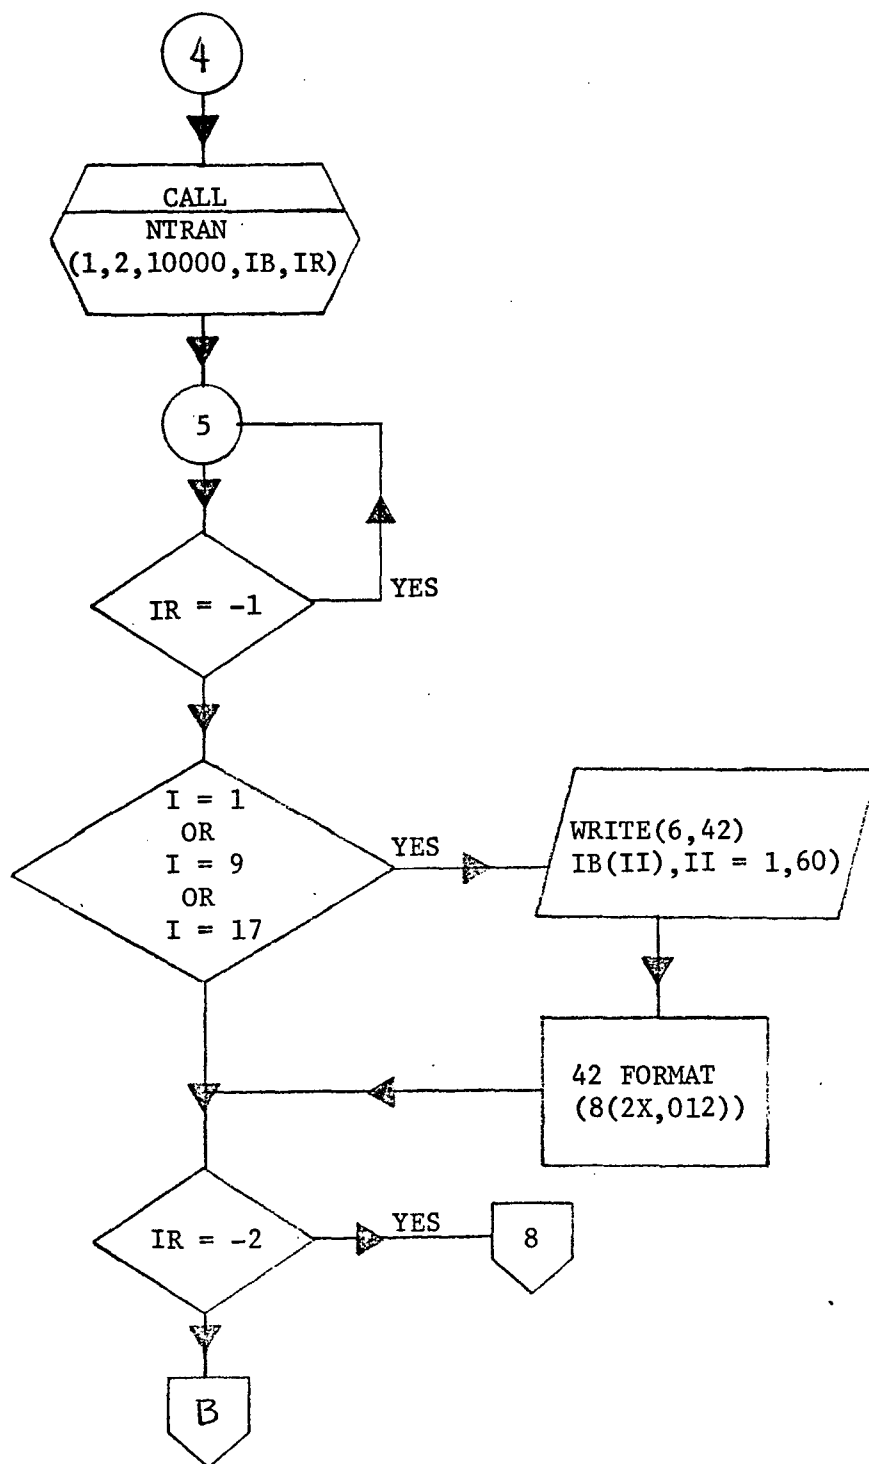 4
CALL
NTRAN
(1,2,10000,IB,IR)
5
IR = -1
YES
I = 1
OR
I = 9
OR
I = 17
YES
WRITE(6,42)
IB(II),II = 1,60)
42 FORMAT
(8(2X,012))
IR = -2
YES
8
B